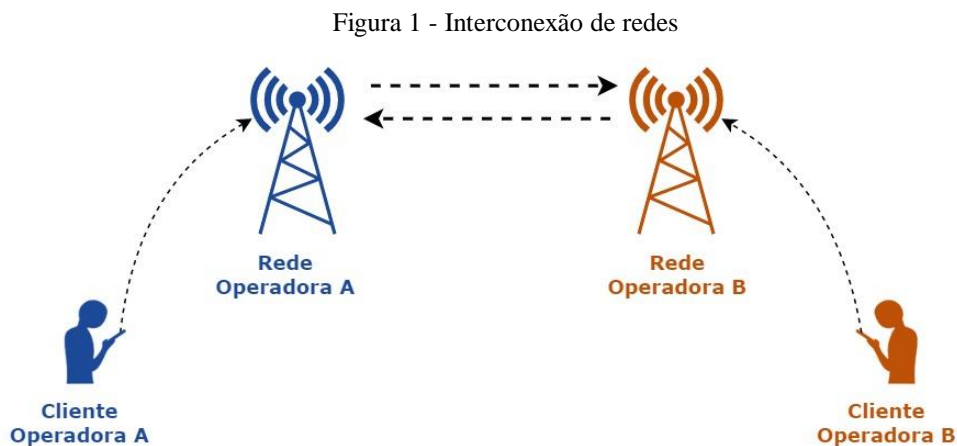 Figura 1 - Interconexão de redes
Rede
Operadora A
Rede
Operadora B
Cliente
Operadora A
Cliente
Operadora B